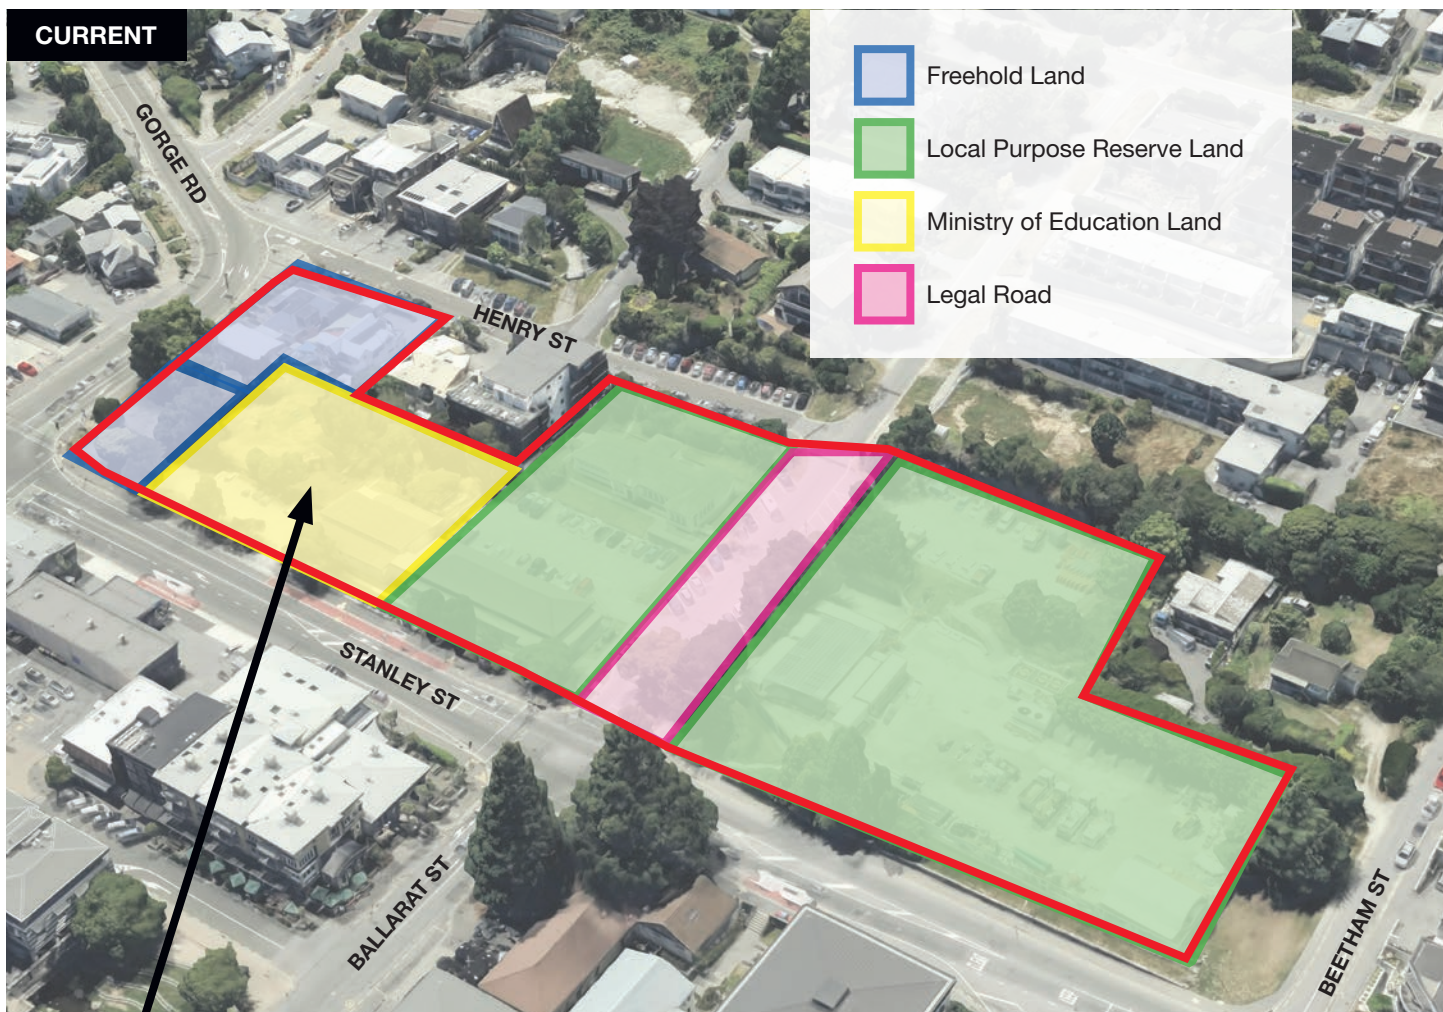 CURRENT
Freehold Land
Local Purpose Reserve Land
Ministry of Education Land
Legal Road
GORGE RD
HENRY ST
STANLEY ST
BALLARAT ST
BEETHAM ST